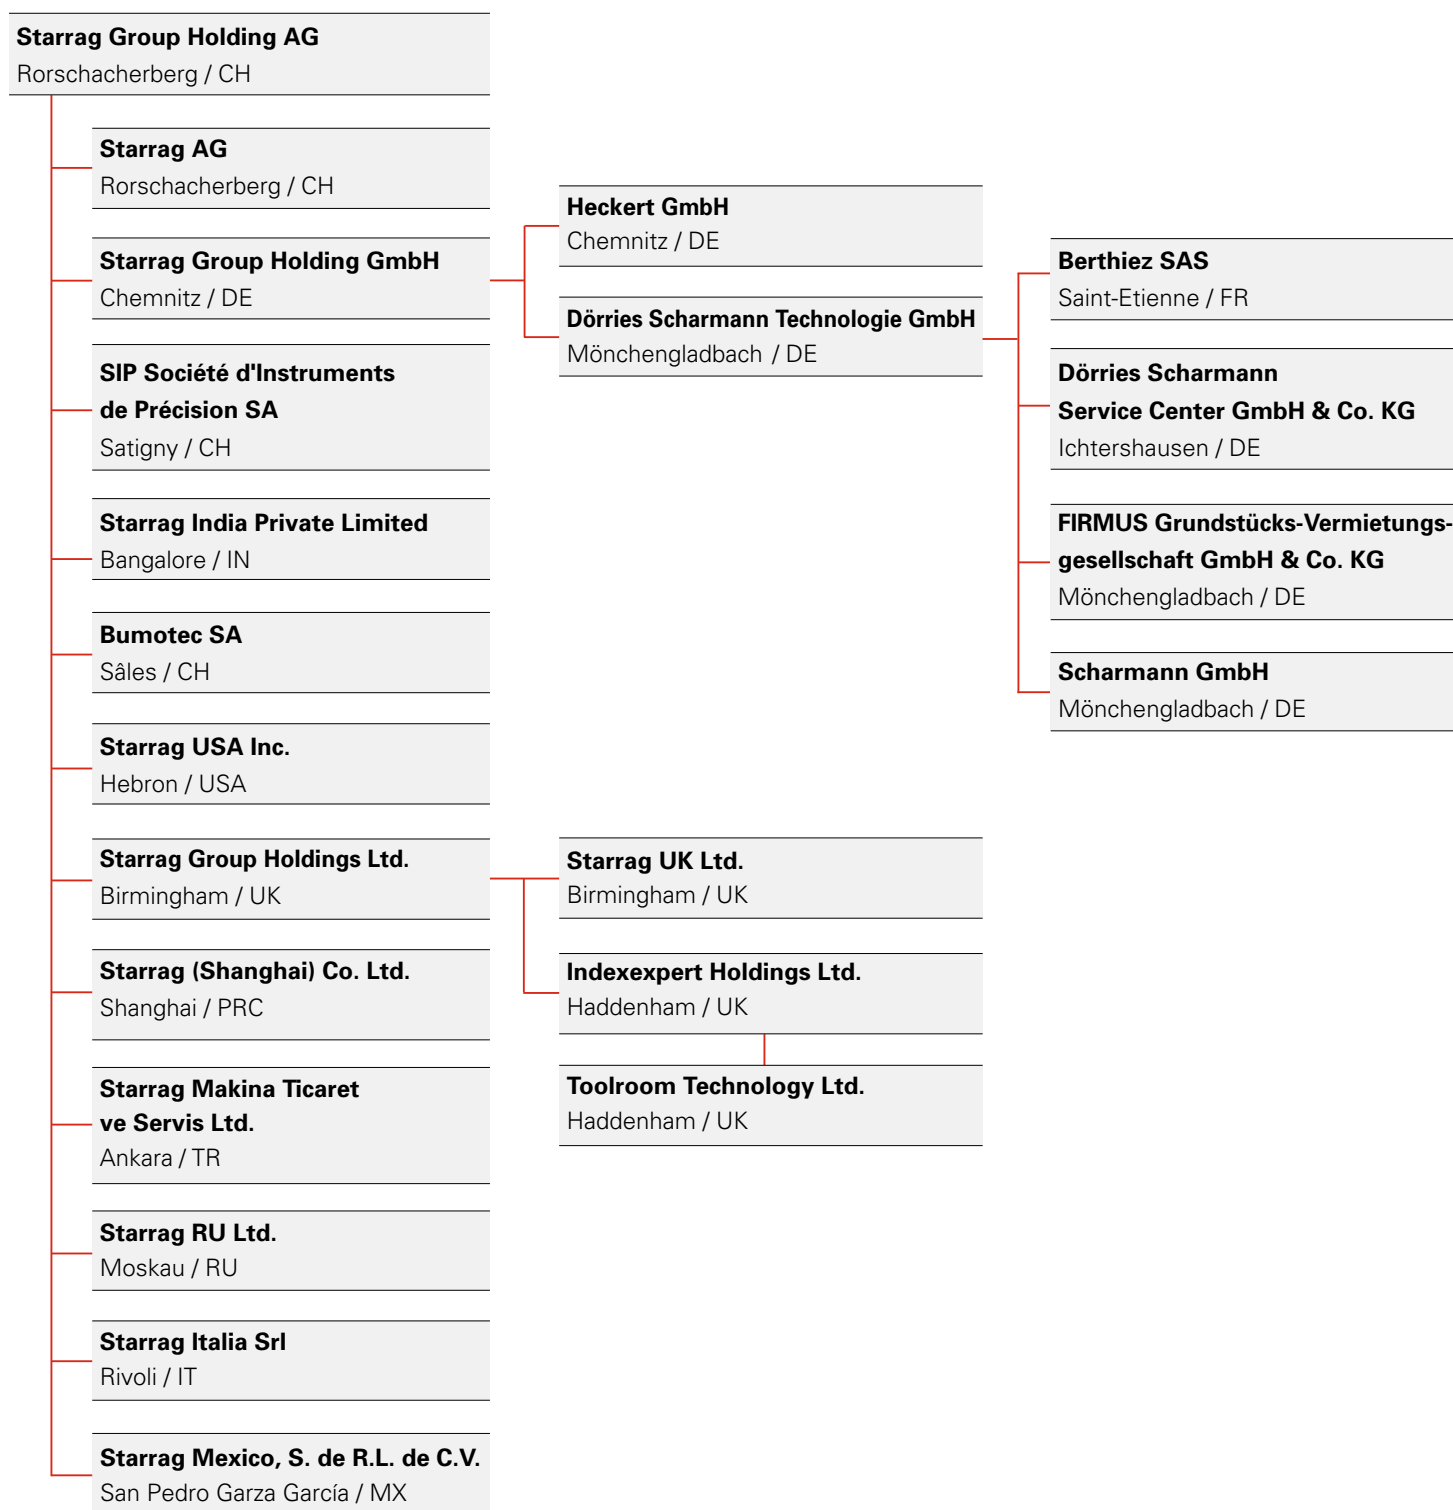 Starrag Group Holding AG
Rorschacherberg / CH
Starrag AG
Rorschacherberg / CH
Starrag Group Holding GmbH
Chemnitz / DE
SIP Société d'Instruments
de Précision SA
Satigny / CH
Starrag India Private Limited
Bangalore / IN
Bumotec SA
Sâles / CH
Starrag USA Inc.
Hebron / USA
Starrag Group Holdings Ltd.
Birmingham / UK
Starrag (Shanghai) Co. Ltd.
Shanghai / PRC
Starrag Makina Ticaret
ve Servis Ltd.
Ankara / TR
Starrag RU Ltd.
Moskau / RU
Starrag Italia Srl
Rivoli / IT
Starrag Mexico, S. de R.L. de C.V.
San Pedro Garza García / MX
Heckert GmbH
Chemnitz / DE
Dörries Scharmann Technologie GmbH
Mönchengladbach / DE
Starrag UK Ltd.
Birmingham / UK
Indexexpert Holdings Ltd.
Haddenham / UK
Toolroom Technology Ltd.
Haddenham / UK
Berthiez SAS
Saint-Etienne / FR
Dörries Scharmann
Service Center GmbH & Co. KG
Ichtershausen / DE
FIRMUS Grundstücks-Vermietungs-
gesellschaft GmbH & Co. KG
Mönchengladbach / DE
Scharmann GmbH
Mönchengladbach / DE